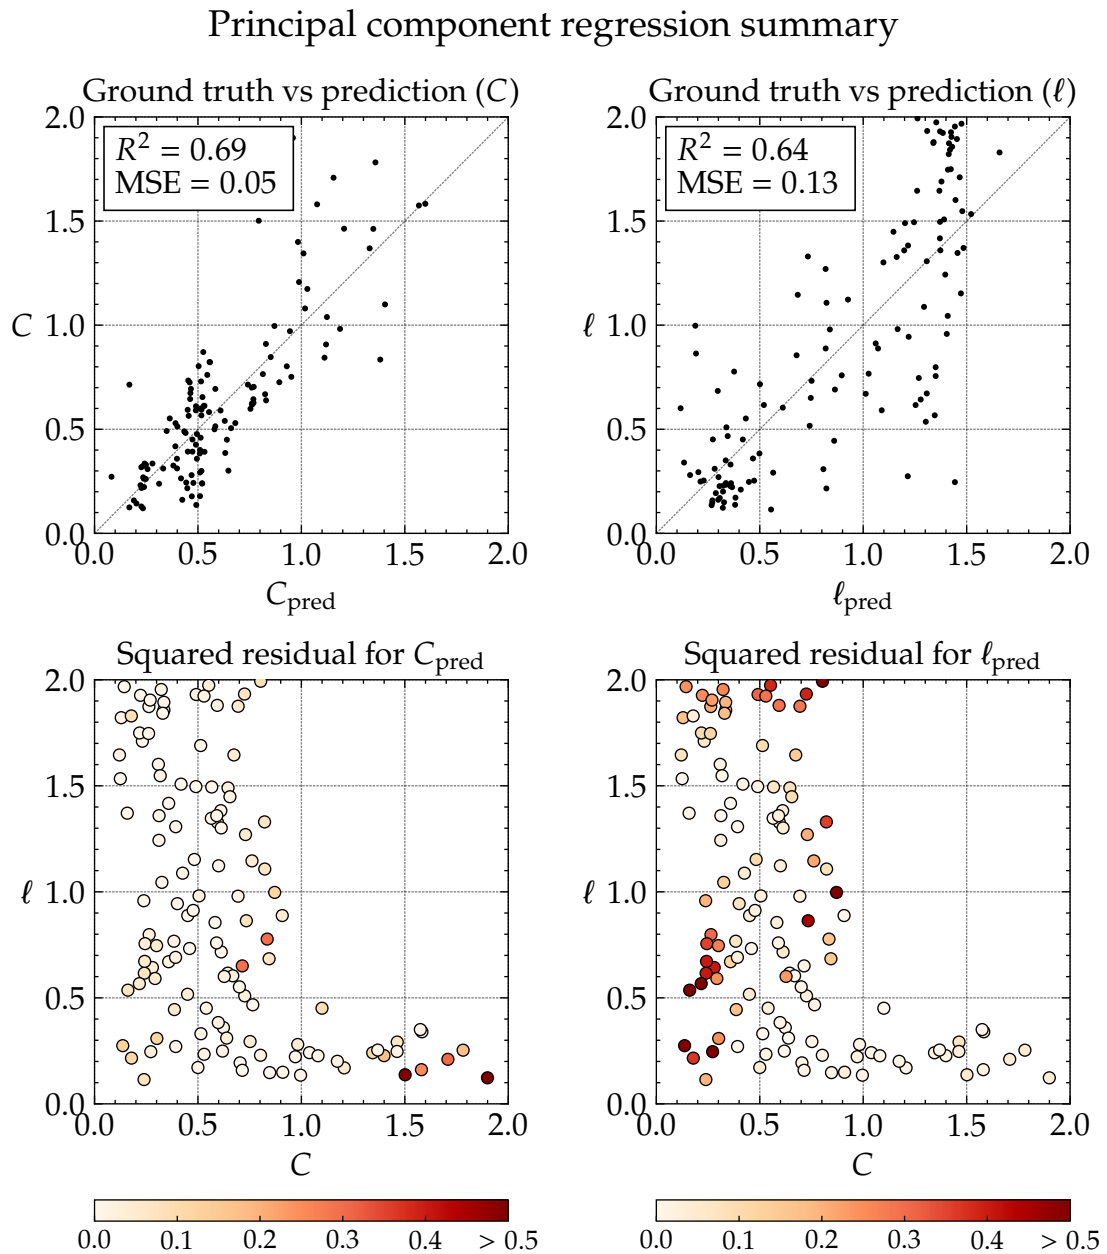 Principal component regression summary
Ground truth vs prediction (C)
Ground truth vs prediction (ℓ)
2.0
1.5
1.0
0.5
0.0
R² = 0.69
MSE = 0.05
C
0.0 0.5 1.0 1.5 2.0
C_pred
2.0
1.5
1.0
0.5
0.0
R² = 0.64
MSE = 0.13
ℓ
0.0 0.5 1.0 1.5 2.0
ℓ_pred
Squared residual for C_pred
Squared residual for ℓ_pred
2.0
1.5
1.0
0.5
0.0
ℓ
0.0 0.5 1.0 1.5 2.0
C
2.0
1.5
1.0
0.5
0.0
ℓ
0.0 0.5 1.0 1.5 2.0
C
0.0 0.1 0.2 0.3 0.4 > 0.5
0.0 0.1 0.2 0.3 0.4 > 0.5